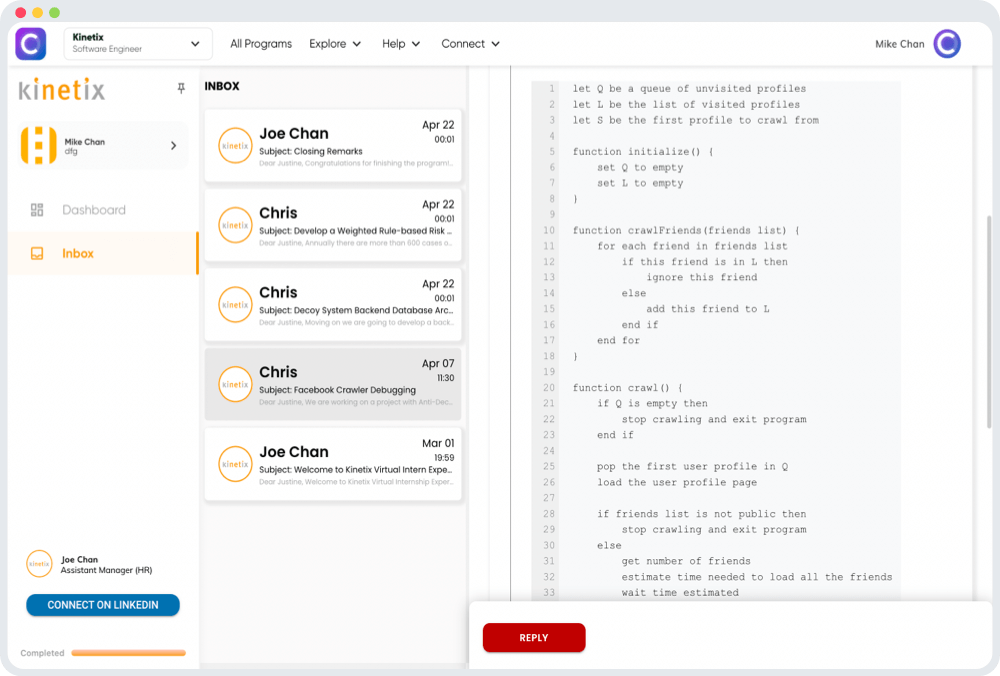 Kinetix
Software Engineer
All Programs
Explore
Help
Connect
Mike Chan
kinetix
Mike Chan
dfg
Dashboard
Inbox
kinetix
Joe Chan
Assistant Manager (HR)
CONNECT ON LINKEDIN
Completed
INBOX
kinetix
Joe Chan
Apr 22
00:01
Subject: Closing Remarks
Dear Justine, Congratulations for finishing the program!...
kinetix
Chris
Apr 22
00:01
Subject: Develop a Weighted Rule-based Risk ...
Dear Justine, Annually there are more than 600 cases o...
kinetix
Chris
Apr 22
00:01
Subject: Decoy System Backend Database Arc...
Dear Justine, Moving on we are going to develop a back...
kinetix
Chris
Apr 07
11:30
Subject: Facebook Crawler Debugging
Dear Justine, We are working on a project with Anti-Dec...
kinetix
Joe Chan
Mar 01
19:59
Subject: Welcome to Kinetix Virtual Intern Expe...
Dear Justine, Welcome to Kinetix Virtual Internship Exper...
1 let Q be a queue of unvisited profiles
2 let L be the list of visited profiles
3 let S be the first profile to crawl from
4
5 function initialize() {
6 set Q to empty
7 set L to empty
8 }
9
10 function crawlFriends(friends list) {
11 for each friend in friends list
12 if this friend is in L then
13 ignore this friend
14 else
15 add this friend to L
16 end if
17 end for
18 }
19
20 function crawl() {
21 if Q is empty then
22 stop crawling and exit program
23 end if
24
25 pop the first user profile in Q
26 load the user profile page
27
28 if friends list is not public then
29 stop crawling and exit program
30 else
31 get number of friends
32 estimate time needed to load all the friends
33 wait time estimated
REPLY